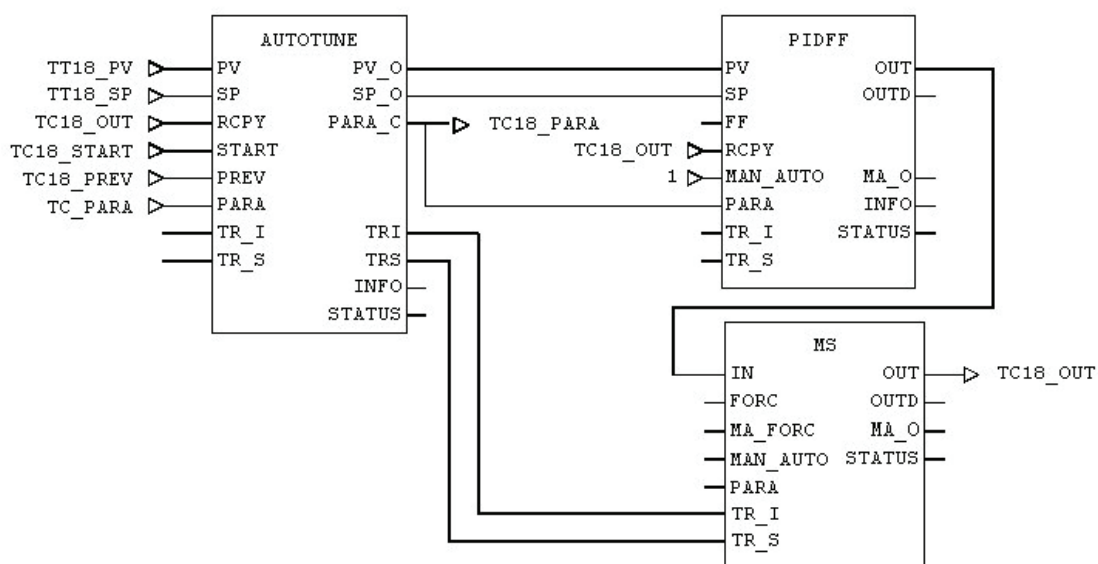 AUTOTUNE PIDFF
TT18_PV PV PV_O PV OUT
TT18_SP SP SP_O SP OUTD
TC18_OUT RCPY PARA_C TC18_PARA FF
TC18_START START TC18_OUT RCPY
TC18_PREV PREV 1 MAN_AUTO MA_O
TC_PARA PARA PARA INFO
TR_I TRI TR_I STATUS
TR_S TRS TR_S
INFO
STATUS
MS
IN OUT TC18_OUT
FORC OUTD
MA_FORC MA_O
MAN_AUTO STATUS
PARA
TR_I
TR_S